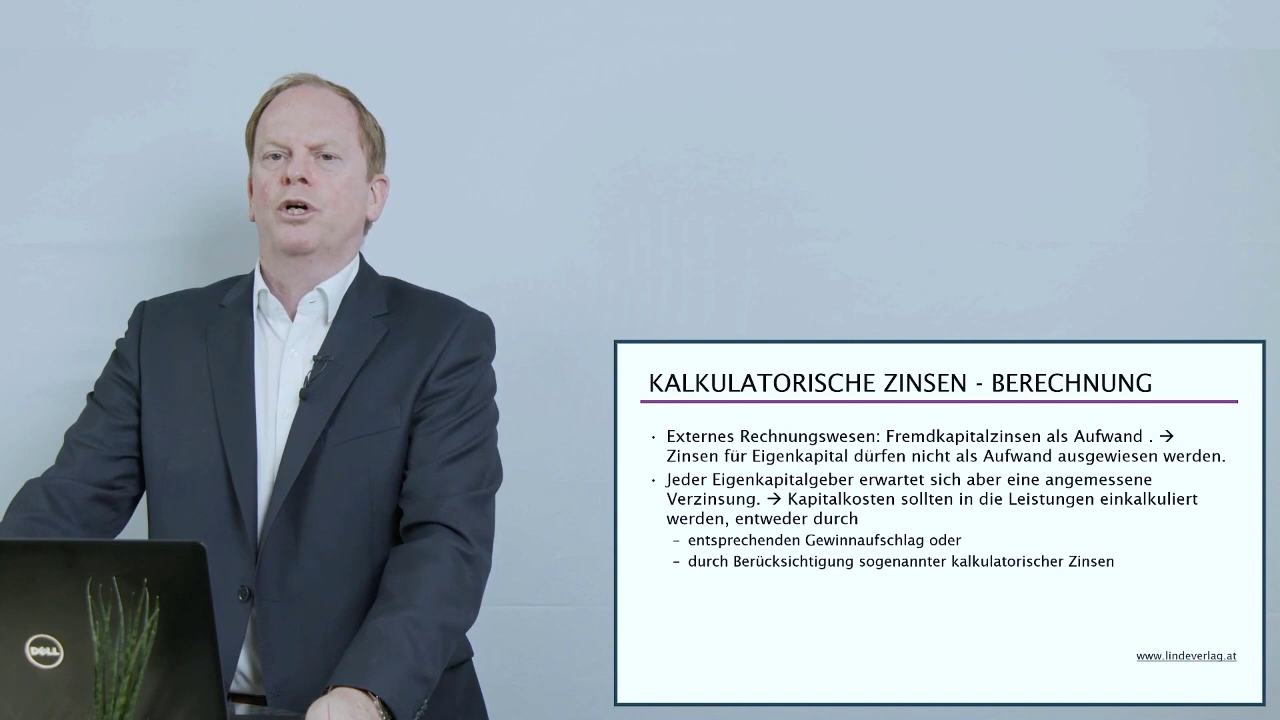 KALKULATORISCHE ZINSEN - BERECHNUNG
• Externes Rechnungswesen: Fremdkapitalzinsen als Aufwand . →
Zinsen für Eigenkapital dürfen nicht als Aufwand ausgewiesen werden.
• Jeder Eigenkapitalgeber erwartet sich aber eine angemessene
Verzinsung. → Kapitalkosten sollten in die Leistungen einkalkuliert
werden, entweder durch
– entsprechenden Gewinnaufschlag oder
– durch Berücksichtigung sogenannter kalkulatorischer Zinsen
www.lindeverlag.at
DELL